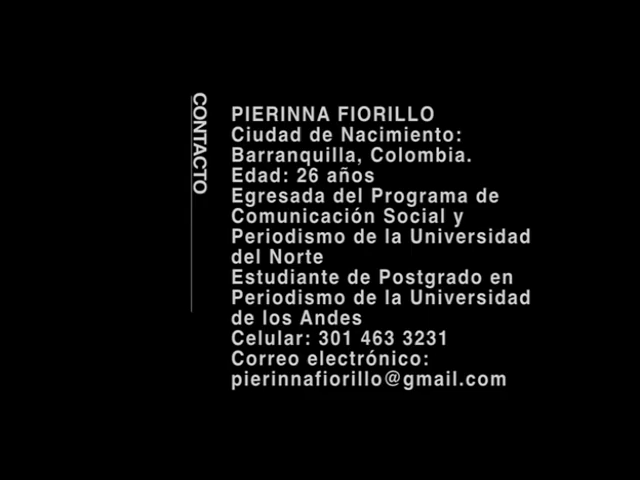 CONTACTO
PIERINNA FIORILLO
Ciudad de Nacimiento:
Barranquilla, Colombia.
Edad: 26 años
Egresada del Programa de
Comunicación Social y
Periodismo de la Universidad
del Norte
Estudiante de Postgrado en
Periodismo de la Universidad
de los Andes
Celular: 301 463 3231
Correo electrónico:
pierinnafiorillo@gmail.com